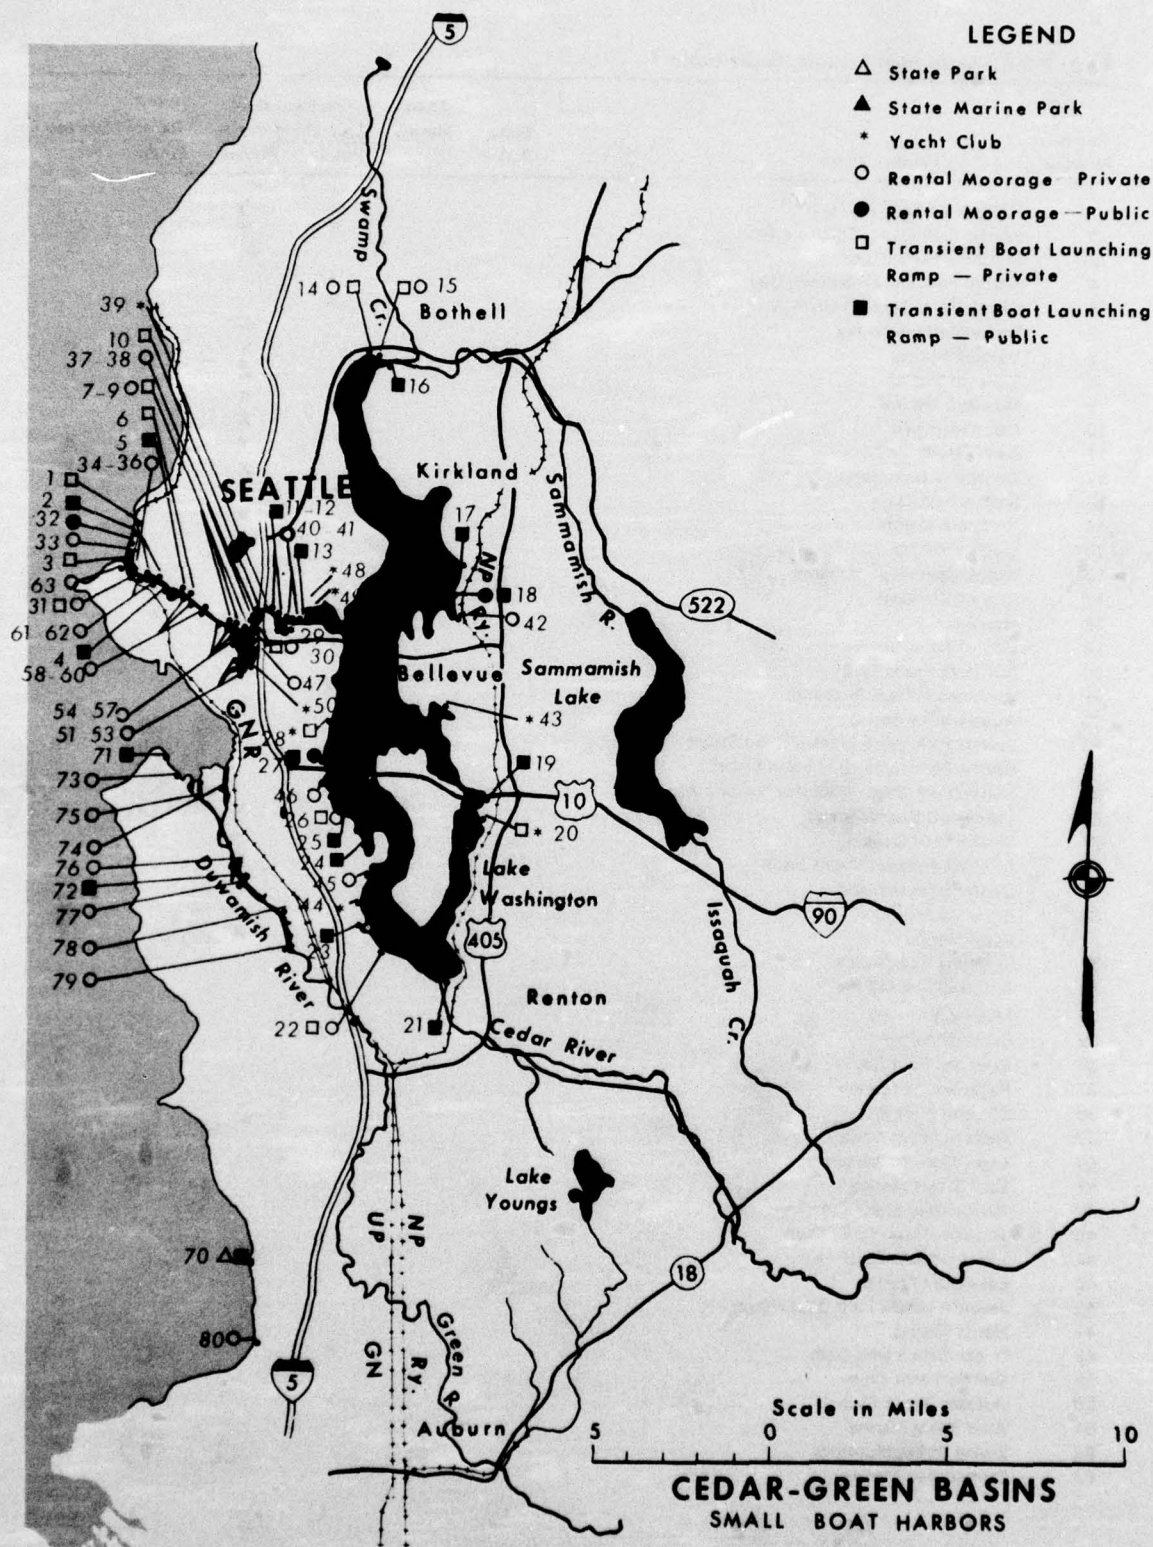 5
LEGEND
State Park
State Marine Park
* Yacht Club
Rental Moorage Private
Rental Moorage—Public
Transient Boat Launching
Ramp — Private
Transient Boat Launching
Ramp — Public
Swamp
Cr.
14
15
Bothell
39 *
10
37 38
16
7-9
6
5
34-36
Kirkland
SEATTLE
1
2
32
33
3
63
31
61 62
4
58-60
11-12
40-41
13
17
* 48
Sammamish
R.
NP
Ry.
18
42
522
29
30
Bellevue
Sammamish
Lake
47
* 50
54 57
51 53
71
GNR
* 43
27
19
73
46
10
75
26
* 20
74
25
76
24
Lake
Washington
72
45
77
Duwamish
River
44 *
78
23
405
90
79
Issaquah
Cr.
Renton
22
21
Cedar River
Lake
Youngs
UP
NP
70
18
80
GN
Ry.
Green
R.
5
Auburn
Scale in Miles
5 0 5 10
CEDAR-GREEN BASINS
SMALL BOAT HARBORS